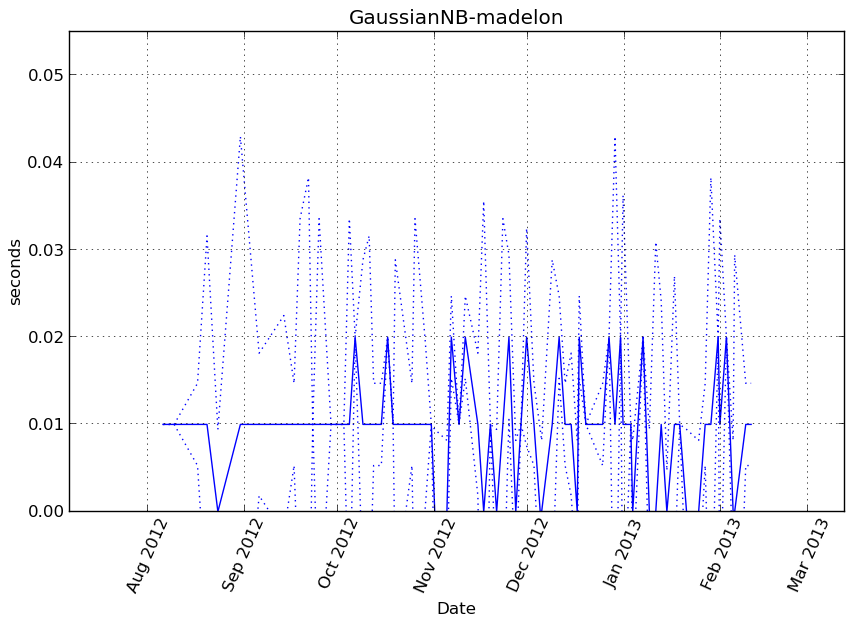 GaussianNB-madelon
0.05
0.04
0.03
0.02
0.01
0.00
seconds
Aug 2012
Sep 2012
Oct 2012
Nov 2012
Dec 2012
Jan 2013
Feb 2013
Mar 2013
Date